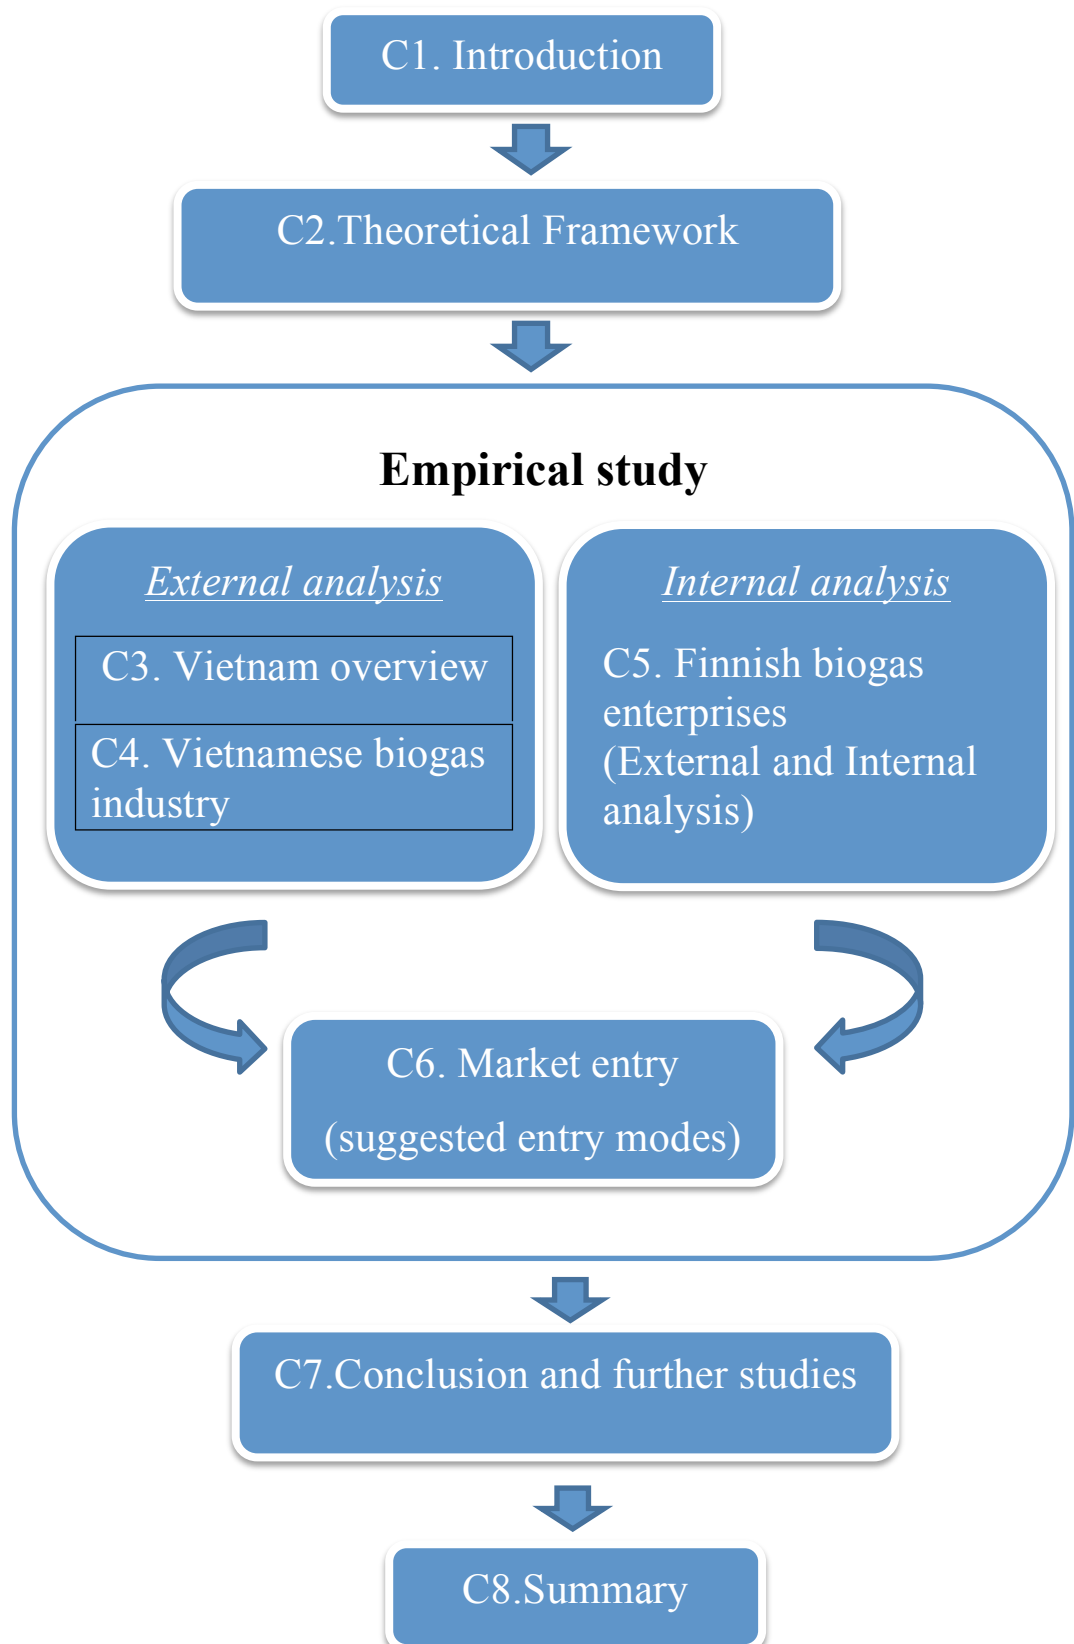 C1. Introduction
C2.Theoretical Framework
Empirical study
External analysis
C3. Vietnam overview
C4. Vietnamese biogas
industry
Internal analysis
C5. Finnish biogas
enterprises
(External and Internal
analysis)
C6. Market entry
(suggested entry modes)
C7.Conclusion and further studies
C8.Summary